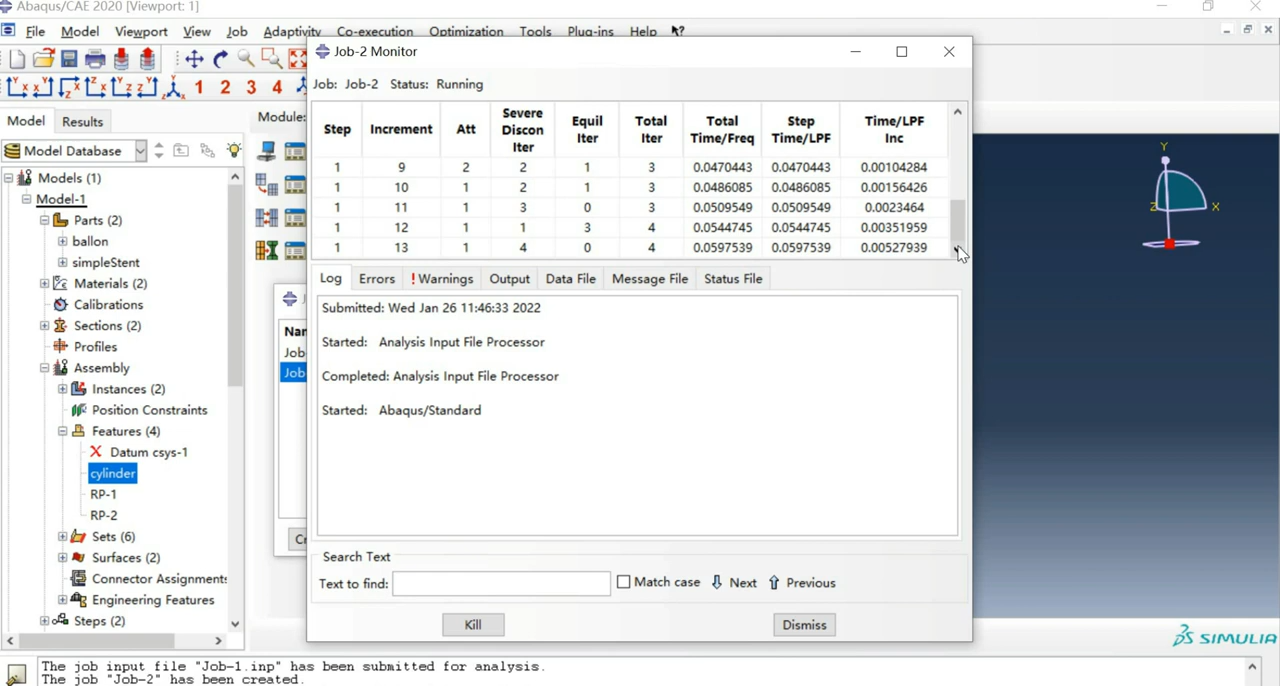 Abaqus/CAE 2020 [Viewport: 1]
File Model Viewport View Job Adaptivity Co-execution Optimization Tools Plug-ins Help
1 2 3 4
Model Results
Module:
Model Database
Models (1)
Model-1
Parts (2)
ballon
simpleStent
Materials (2)
Calibrations
Sections (2)
Profiles
Assembly
Instances (2)
Position Constraints
Features (4)
Datum csys-1
cylinder
RP-1
RP-2
Sets (6)
Surfaces (2)
Connector Assignments
Engineering Features
Steps (2)
Job-2 Monitor
Job: Job-2 Status: Running
Step Increment Att Severe Discon Iter Equil Iter Total Iter Total Time/Freq Step Time/LPF Time/LPF Inc
1 9 2 2 1 3 0.0470443 0.0470443 0.00104284
1 10 1 2 1 3 0.0486085 0.0486085 0.00156426
1 11 1 3 0 3 0.0509549 0.0509549 0.0023464
1 12 1 1 3 4 0.0544745 0.0544745 0.00351959
1 13 1 4 0 4 0.0597539 0.0597539 0.00527939
Log Errors ! Warnings Output Data File Message File Status File
Submitted: Wed Jan 26 11:46:33 2022
Started: Analysis Input File Processor
Completed: Analysis Input File Processor
Started: Abaqus/Standard
Search Text
Text to find: Match case Next Previous
Kill Dismiss
Nar
Job
Job
Cr
Y
Z X
SIMULIA
The job input file "Job-1.inp" has been submitted for analysis.
The job "Job-2" has been created.